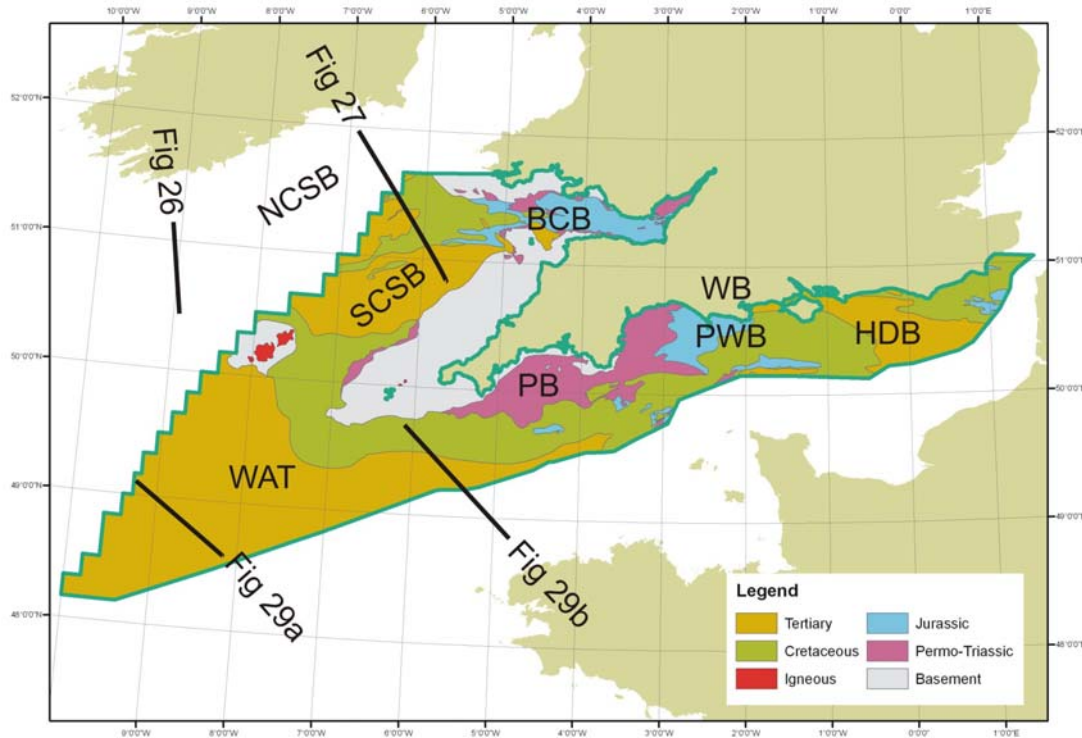 10°0'0"W 9°0'0"W 8°0'0"W 7°0'0"W 6°0'0"W 5°0'0"W 4°0'0"W 3°0'0"W 2°0'0"W 1°0'0"W 0°0'0" 1°0'0"E
52°0'0"N
52°0'0"N
51°0'0"N
51°0'0"N
50°0'0"N
50°0'0"N
49°0'0"N
49°0'0"N
48°0'0"N
48°0'0"N
Fig 26
Fig 27
NCSB
BCB
SCSB
WB
PWB
HDB
PB
WAT
Fig 29a
Fig 29b
Legend
Tertiary
Cretaceous
Igneous
Jurassic
Permo-Triassic
Basement
9°0'0"W 8°0'0"W 7°0'0"W 6°0'0"W 5°0'0"W 4°0'0"W 3°0'0"W 2°0'0"W 1°0'0"W 0°0'0" 1°0'0"E